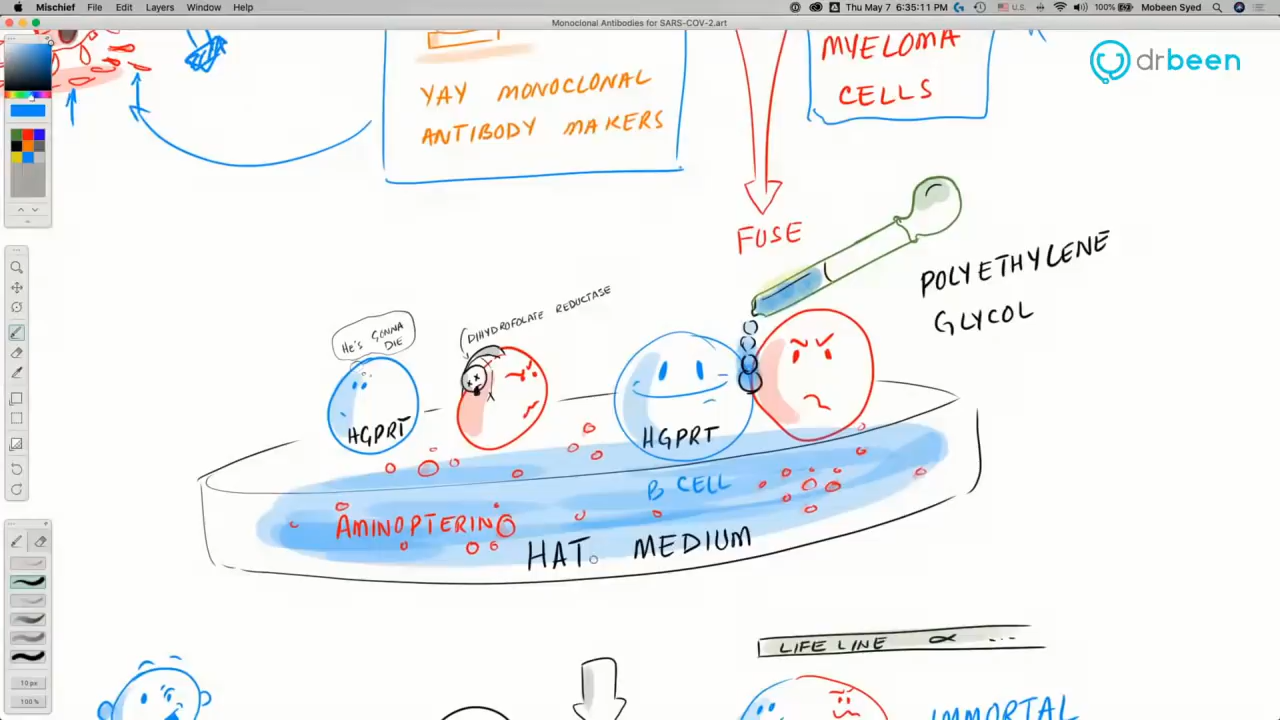 Mischief File Edit Layers Window Help
U.S. 100% Thu May 7 6:35:11 PM Mobeen Syed
Monoclonal Antibodies for SARS-COV-2.art
drbeen
MYELOMA
CELLS
YAY MONOCLONAL
ANTIBODY MAKERS
FUSE
POLYETHYLENE
GLYCOL
DIHYDROFOLATE REDUCTASE
HE'S GONNA
DIE
HGPRT
HGPRT
B CELL
AMINOPTERIN
HAT. MEDIUM
LIFE LINE ∝ ...
IMMORTAL
10 px
100 %